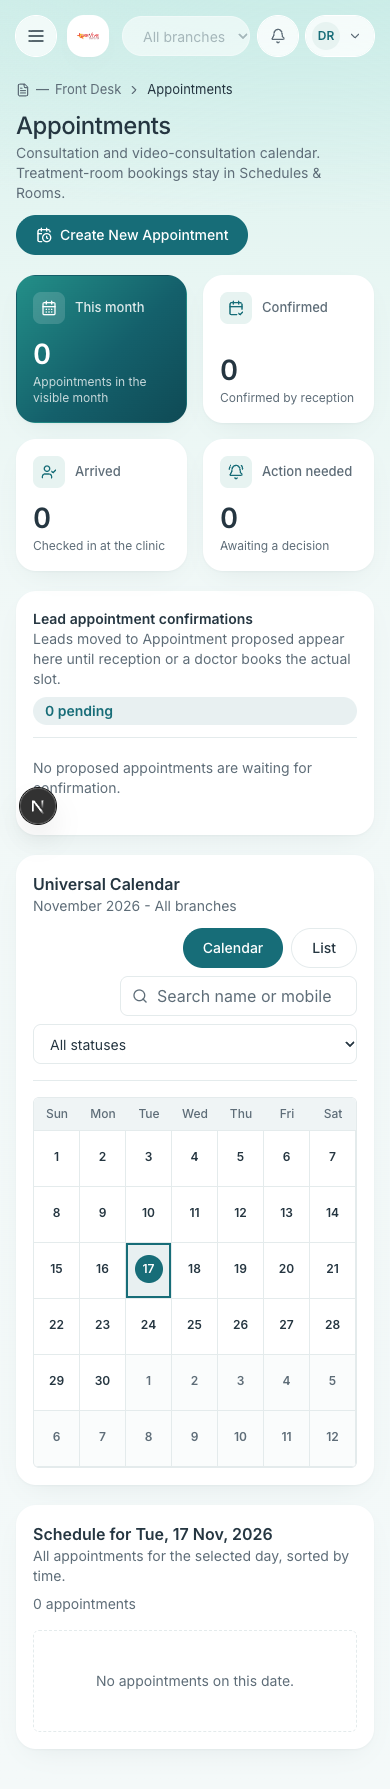 All branches
DR
— Front Desk > Appointments
Appointments
Consultation and video-consultation calendar.
Treatment-room bookings stay in Schedules &
Rooms.
Create New Appointment
This month
0
Appointments in the
visible month
Confirmed
0
Confirmed by reception
Arrived
0
Checked in at the clinic
Action needed
0
Awaiting a decision
Lead appointment confirmations
Leads moved to Appointment proposed appear
here until reception or a doctor books the actual
slot.
0 pending
No proposed appointments are waiting for
confirmation.
N
Universal Calendar
November 2026 - All branches
Calendar
List
Search name or mobile
All statuses
Sun Mon Tue Wed Thu Fri Sat
1 2 3 4 5 6 7
8 9 10 11 12 13 14
15 16 17 18 19 20 21
22 23 24 25 26 27 28
29 30 1 2 3 4 5
6 7 8 9 10 11 12
Schedule for Tue, 17 Nov, 2026
All appointments for the selected day, sorted by
time.
0 appointments
No appointments on this date.